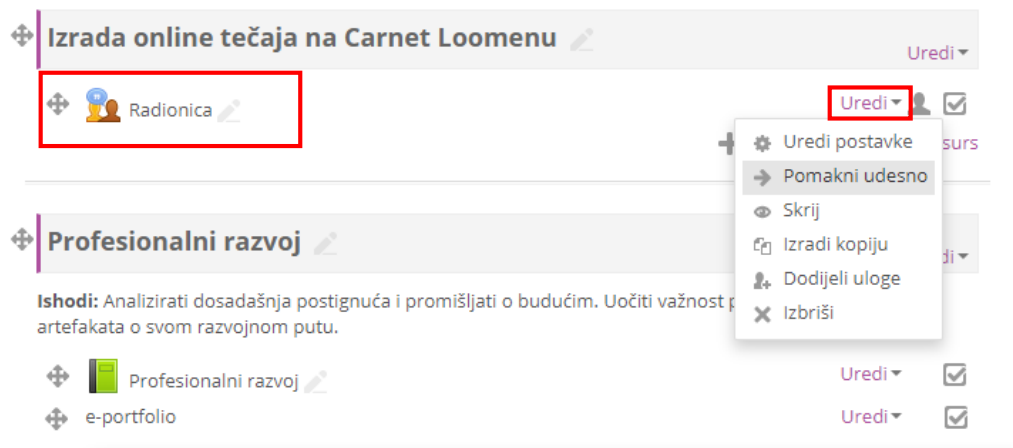 Izrada online tečaja na Carnet Loomenu
Uredi
Radionica
Uredi
Uredi postavke
surs
Pomakni udesno
Skrij
Izradi kopiju
Dodijeli uloge
Izbriši
Profesionalni razvoj
di
Ishodi: Analizirati dosadašnja postignuća i promišljati o budućim. Uočiti važnost
artefakata o svom razvojnom putu.
Profesionalni razvoj
Uredi
e-portfolio
Uredi